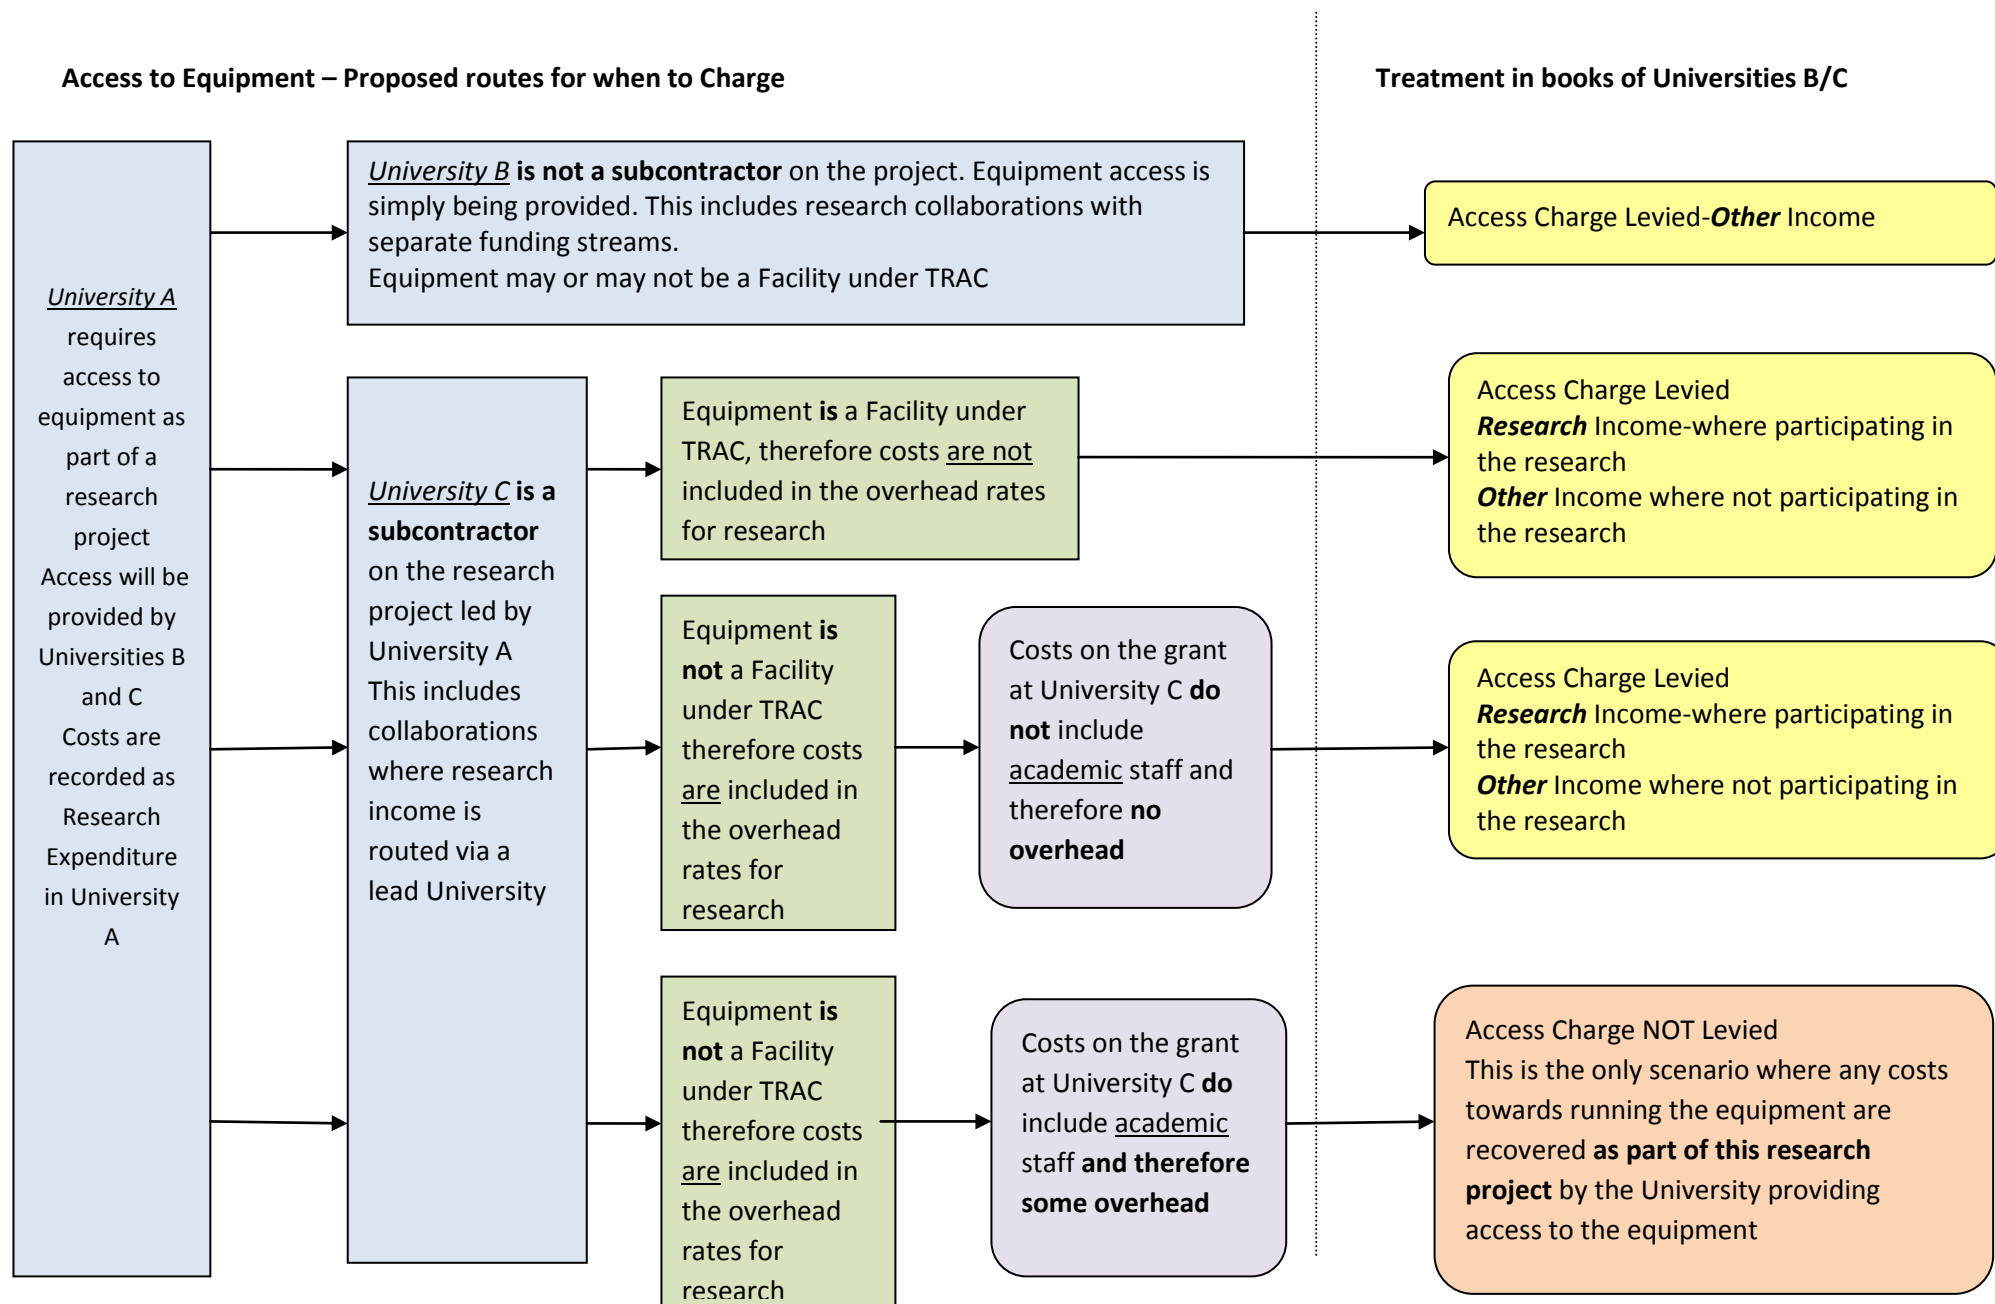 Access to Equipment – Proposed routes for when to Charge
Treatment in books of Universities B/C
University A
requires
access to
equipment as
part of a
research
project
Access will be
provided by
Universities B
and C
Costs are
recorded as
Research
Expenditure
in University
A
University B is not a subcontractor on the project. Equipment access is
simply being provided. This includes research collaborations with
separate funding streams.
Equipment may or may not be a Facility under TRAC
Access Charge Levied-Other Income
University C is a
subcontractor
on the research
project led by
University A
This includes
collaborations
where research
income is
routed via a
lead University
Equipment is a Facility under
TRAC, therefore costs are not
included in the overhead rates
for research
Access Charge Levied
Research Income-where participating in
the research
Other Income where not participating in
the research
Equipment is
not a Facility
under TRAC
therefore costs
are included in
the overhead
rates for
research
Costs on the grant
at University C do
not include
academic staff and
therefore no
overhead
Access Charge Levied
Research Income-where participating in
the research
Other Income where not participating in
the research
Equipment is
not a Facility
under TRAC
therefore costs
are included in
the overhead
rates for
research
Costs on the grant
at University C do
include academic
staff and therefore
some overhead
Access Charge NOT Levied
This is the only scenario where any costs
towards running the equipment are
recovered as part of this research
project by the University providing
access to the equipment